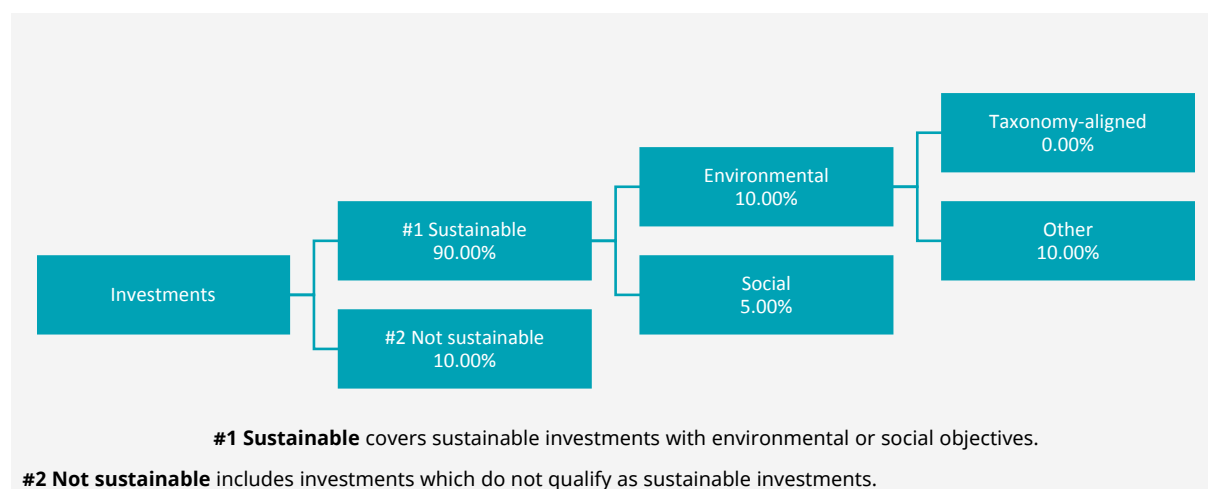 Investments
#1 Sustainable
90.00%
#2 Not sustainable
10.00%
Environmental
10.00%
Social
5.00%
Taxonomy-aligned
0.00%
Other
10.00%
#1 Sustainable covers sustainable investments with environmental or social objectives.
#2 Not sustainable includes investments which do not qualify as sustainable investments.